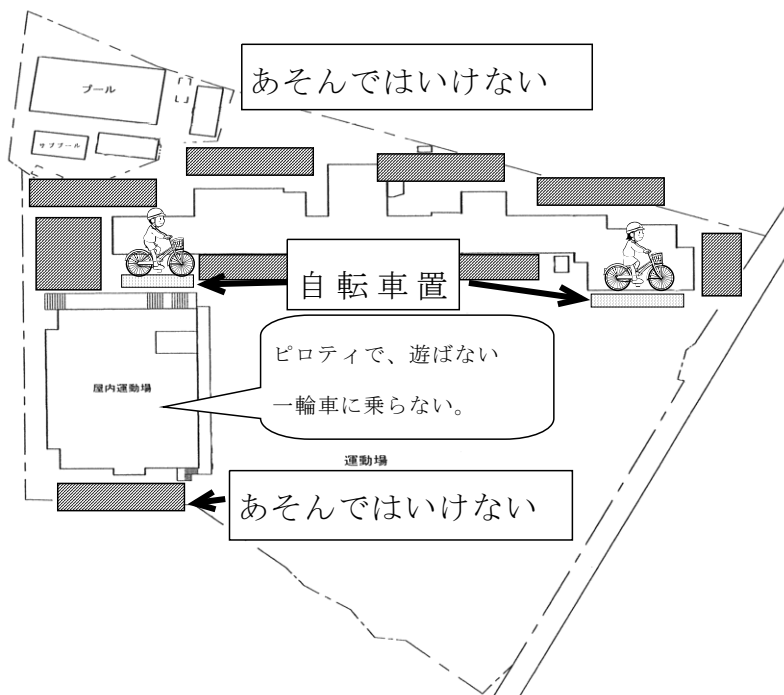 あそんではいけない
プール
サブプール
自転車置
ピロティで、遊ばない
一輪車に乗らない。
屋内運動場
運動場
あそんではいけない